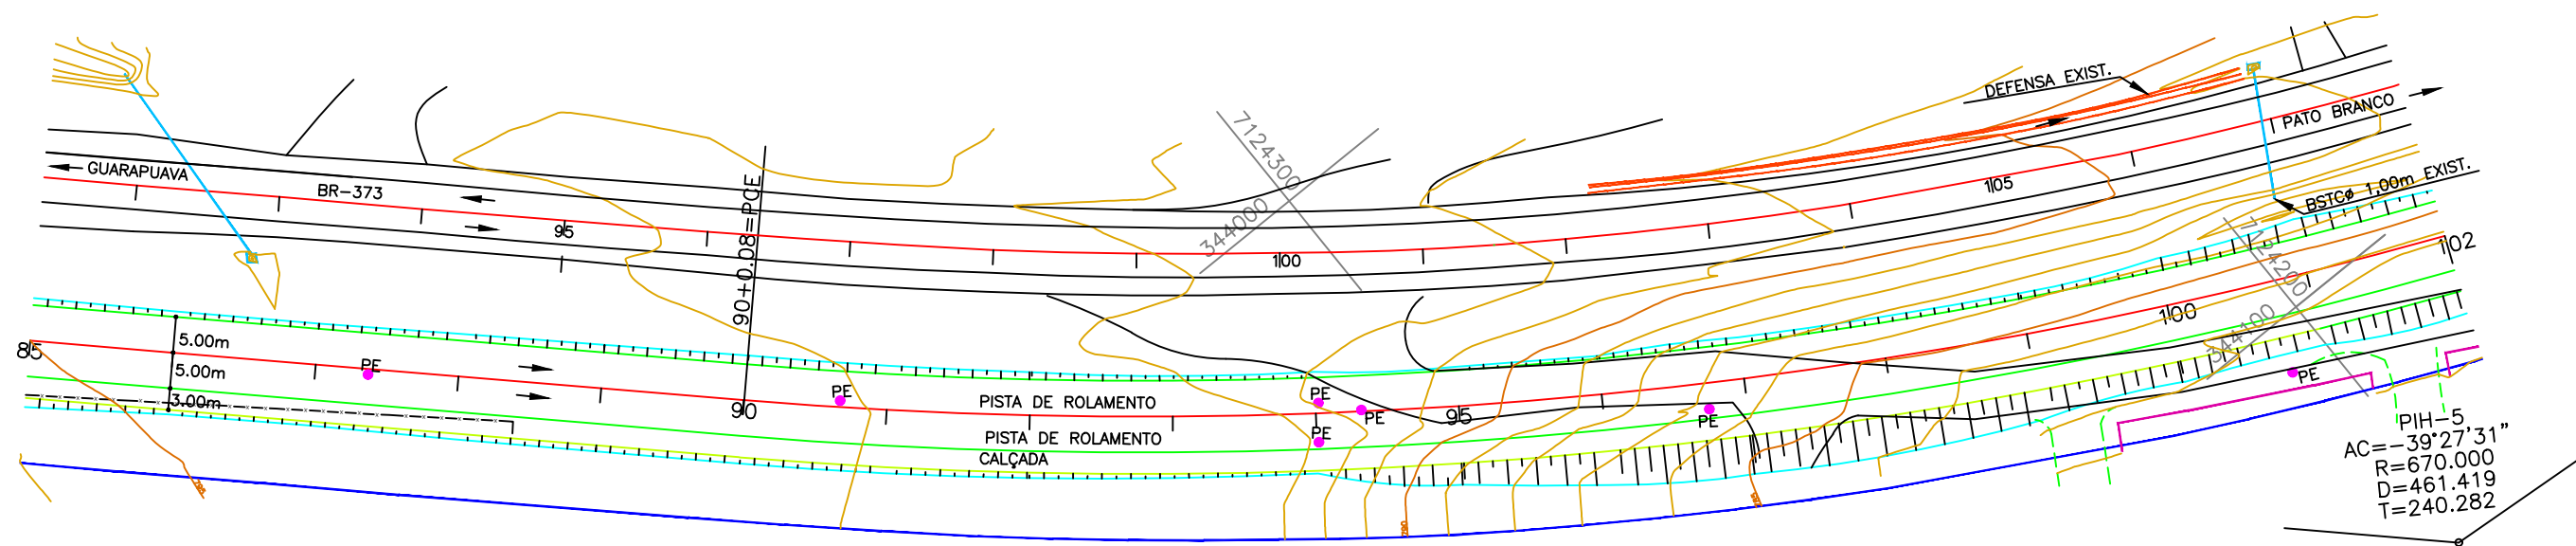 DEFENSA EXIST.
PATO BRANCO
GUARAPUAVA
BR-373
7124300
344000
105
95
100
BSTCØ 1,00m EXIST.
90+0.08=PCE
7124200
344100
102
100
85
5.00m
5.00m
3.00m
PE
PE
PE
PE
PE
PE
PE
90
95
PISTA DE ROLAMENTO
PISTA DE ROLAMENTO
CALÇADA
PIH-5
AC=-39°27'31"
R=670.000
D=461.419
T=240.282